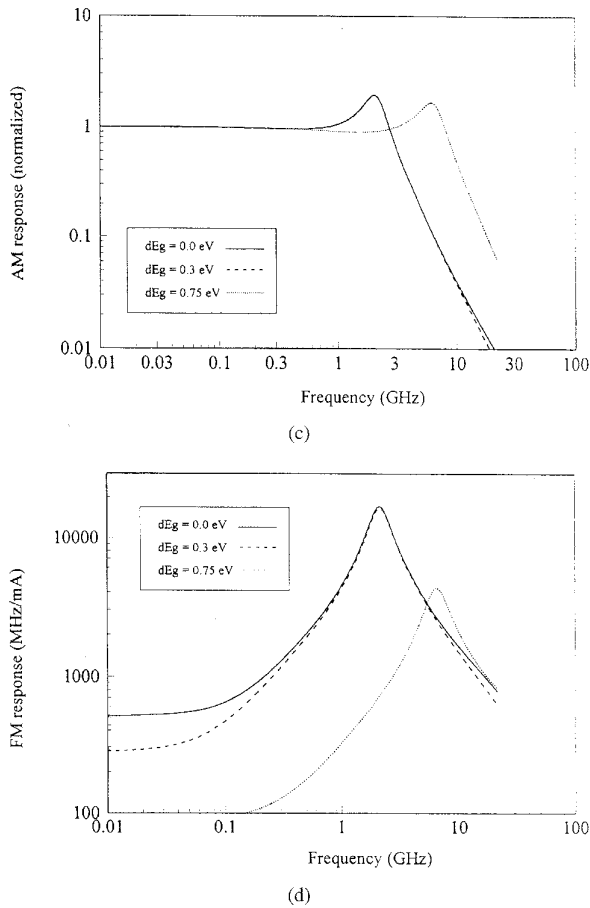 10
1
0.1
0.01
AM response (normalized)
dEg = 0.0 eV
dEg = 0.3 eV
dEg = 0.75 eV
0.01 0.03 0.1 0.3 1 3 10 30 100
Frequency (GHz)
(c)
10000
1000
100
FM response (MHz/mA)
dEg = 0.0 eV
dEg = 0.3 eV
dEg = 0.75 eV
0.01 0.1 1 10 100
Frequency (GHz)
(d)